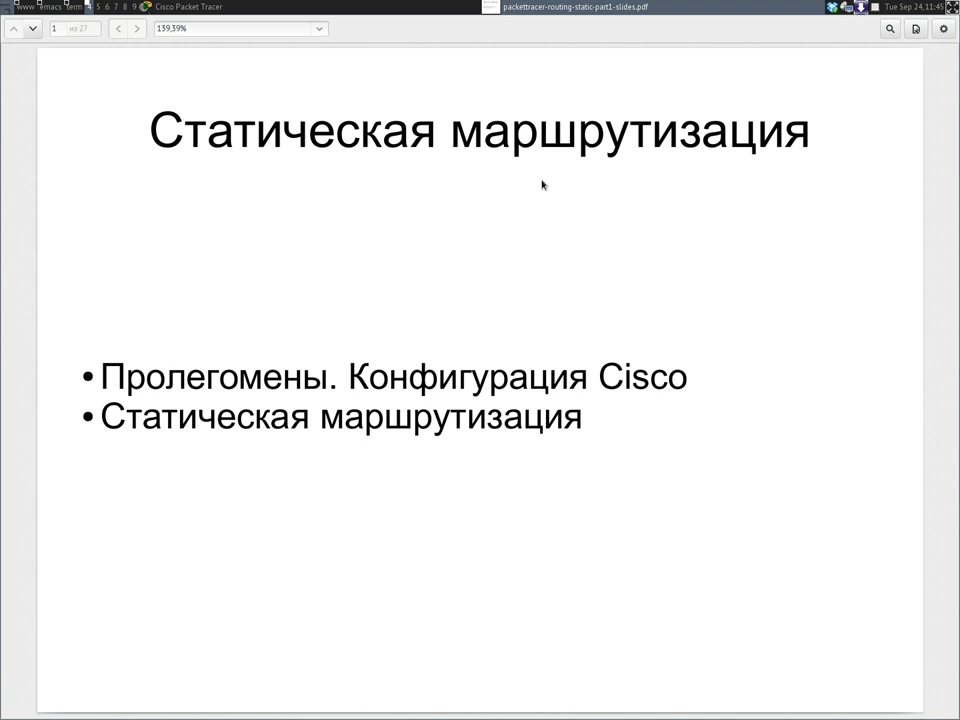 www emacs term 4 5 6 7 8 9 Cisco Packet Tracer packettracer-routing-static-part1-slides.pdf Tue Sep 24,11:45
1 из 27 139,39%
Статическая маршрутизация
• Пролегомены. Конфигурация Cisco
• Статическая маршрутизация